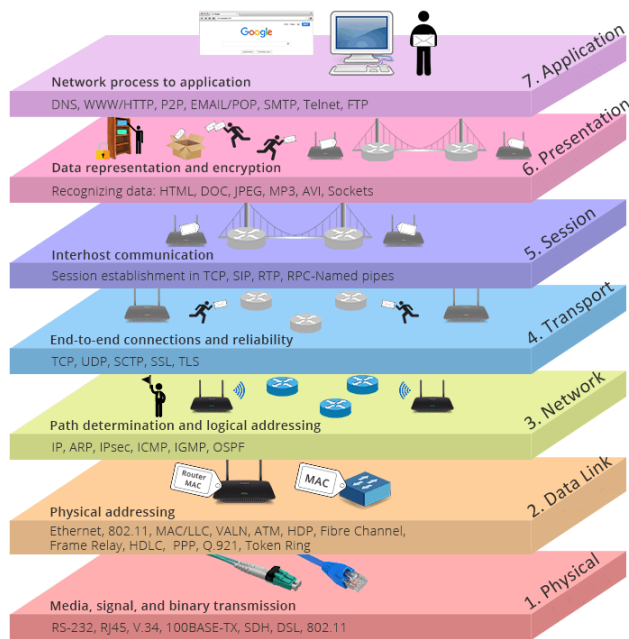 Google
7. Application
Network process to application
DNS, WWW/HTTP, P2P, EMAIL/POP, SMTP, Telnet, FTP
6. Presentation
Data representation and encryption
Recognizing data: HTML, DOC, JPEG, MP3, AVI, Sockets
5. Session
Interhost communication
Session establishment in TCP, SIP, RTP, RPC-Named pipes
4. Transport
End-to-end connections and reliability
TCP, UDP, SCTP, SSL, TLS
3. Network
Path determination and logical addressing
IP, ARP, IPsec, ICMP, IGMP, OSPF
Router
MAC
MAC
2. Data Link
Physical addressing
Ethernet, 802.11, MAC/LLC, VALN, ATM, HDP, Fibre Channel,
Frame Relay, HDLC, PPP, Q.921, Token Ring
1. Physical
Media, signal, and binary transmission
RS-232, RJ45, V.34, 100BASE-TX, SDH, DSL, 802.11